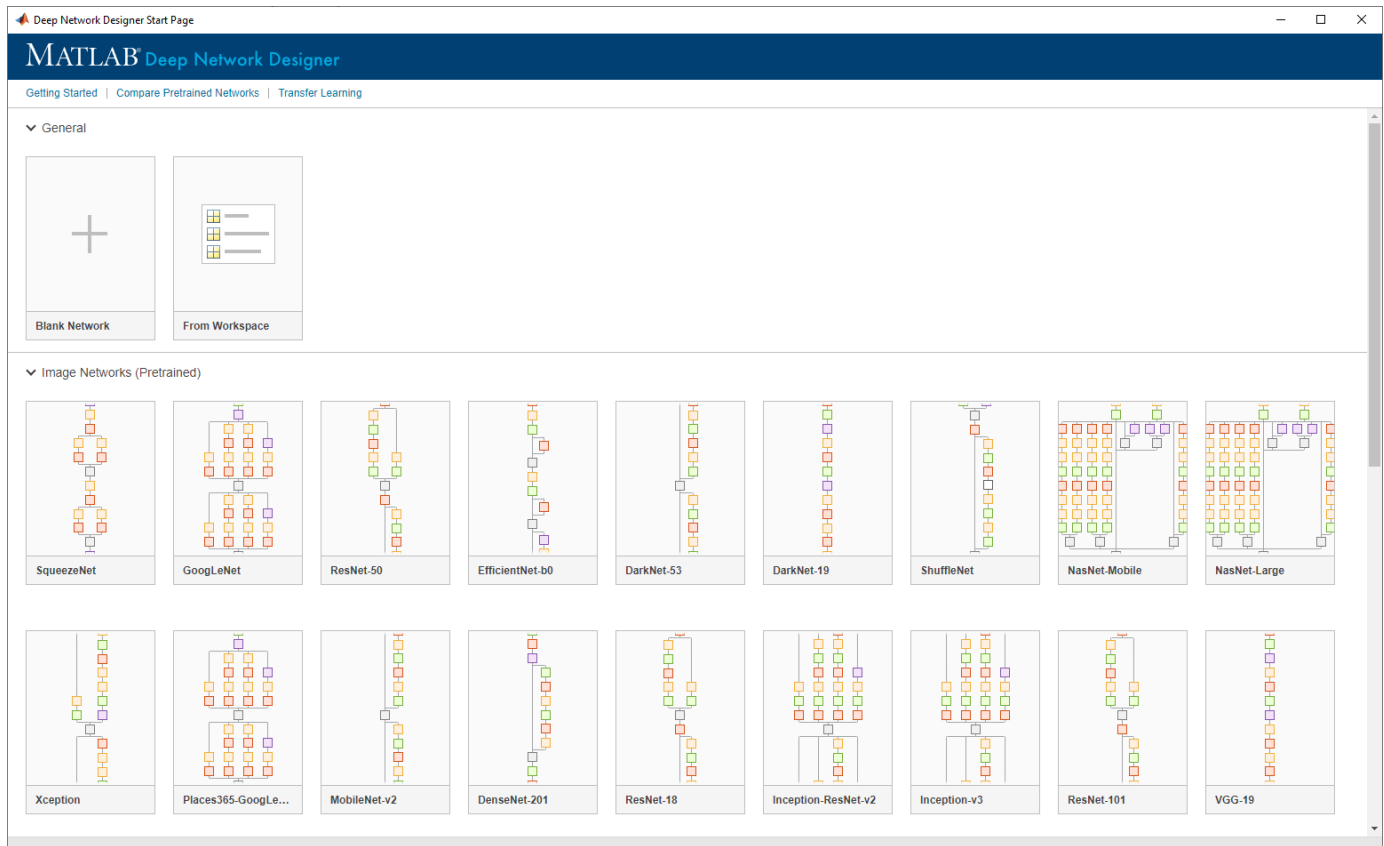 Deep Network Designer Start Page
MATLAB® Deep Network Designer
Getting Started | Compare Pretrained Networks | Transfer Learning
General
Blank Network
From Workspace
Image Networks (Pretrained)
SqueezeNet
GoogLeNet
ResNet-50
EfficientNet-b0
DarkNet-53
DarkNet-19
ShuffleNet
NasNet-Mobile
NasNet-Large
Xception
Places365-GoogLe...
MobileNet-v2
DenseNet-201
ResNet-18
Inception-ResNet-v2
Inception-v3
ResNet-101
VGG-19